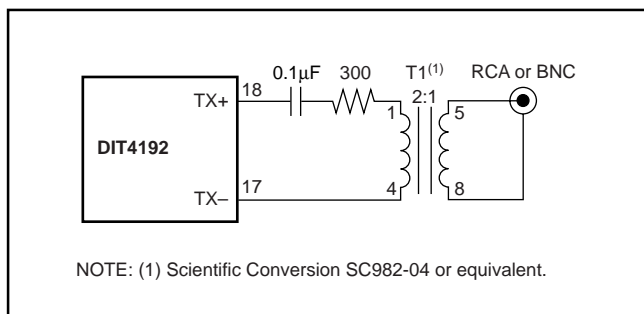 0.1µF 300 T1(1) RCA or BNC
TX+ 18 2:1
1 5
DIT4192
TX– 17 4 8
NOTE: (1) Scientific Conversion SC982-04 or equivalent.